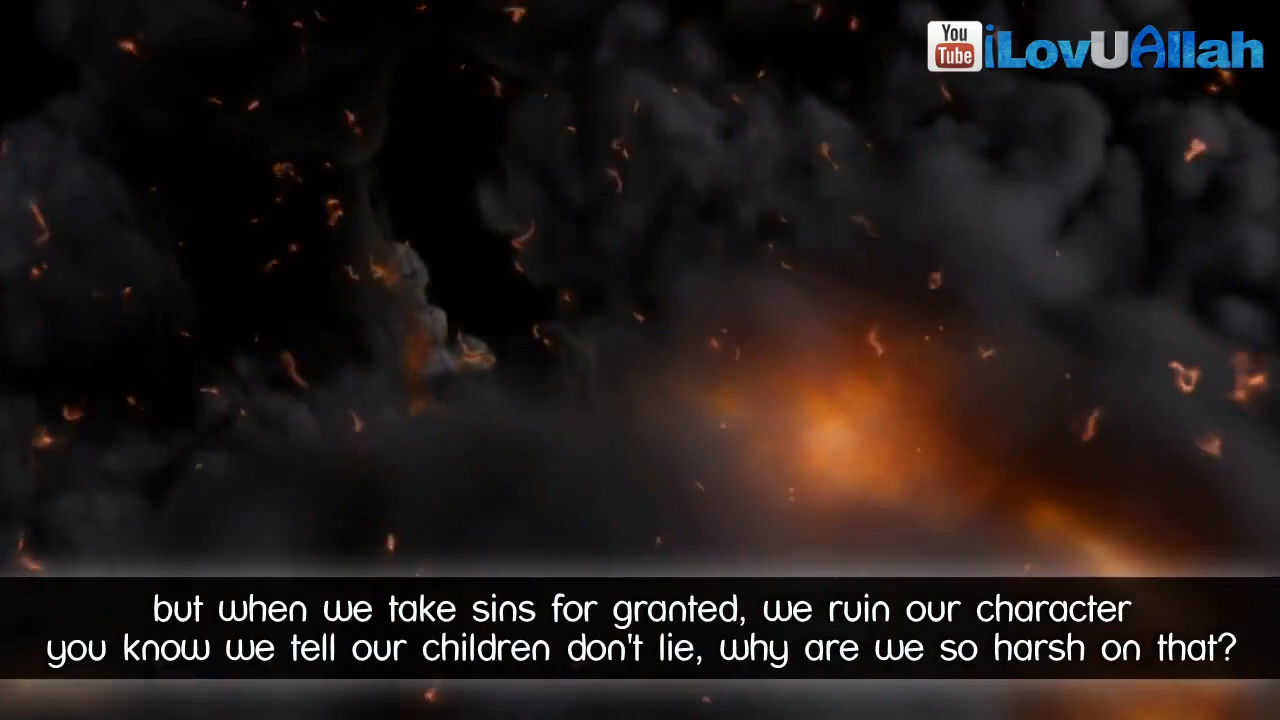 You
Tube
iLovUAllah
but when we take sins for granted, we ruin our character
you know we tell our children don't lie, why are we so harsh on that?